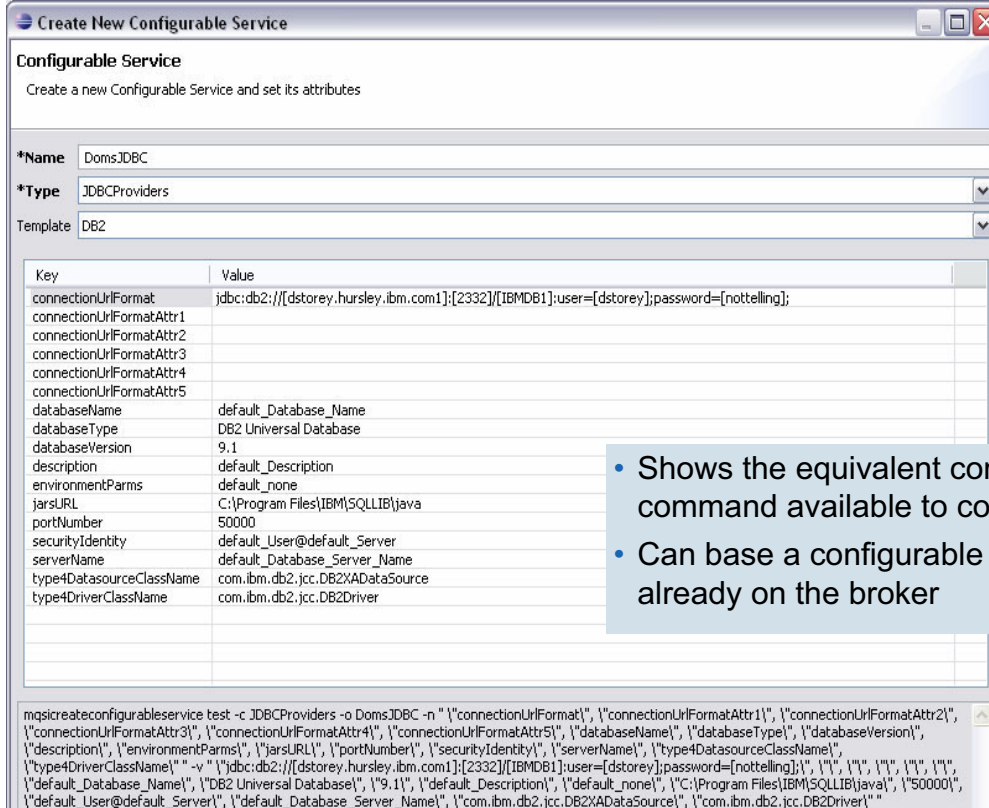 Create New Configurable Service
Configurable Service
Create a new Configurable Service and set its attributes
*Name DomsJDBC
*Type JDBCProviders
Template DB2
Key Value
connectionUrlFormat jdbc:db2://[dstorey.hursley.ibm.com1]:[2332]/[IBMDB1]:user=[dstorey];password=[nottelling];
connectionUrlFormatAttr1
connectionUrlFormatAttr2
connectionUrlFormatAttr3
connectionUrlFormatAttr4
connectionUrlFormatAttr5
databaseName default_Database_Name
databaseType DB2 Universal Database
databaseVersion 9.1
description default_Description
environmentParms default_none
jarsURL C:\Program Files\IBM\SQLLIB\java
portNumber 50000
securityIdentity default_User@default_Server
serverName default_Database_Server_Name
type4DatasourceClassName com.ibm.db2.jcc.DB2XADataSource
type4DriverClassName com.ibm.db2.jcc.DB2Driver
• Shows the equivalent
command available to
• Can base a configurable
already on the broker
mqsicreateconfigurableservice test -c JDBCProviders -o DomsJDBC -n " \"connectionUrlFormat\", \"connectionUrlFormatAttr1\", \"connectionUrlFormatAttr2\",
\"connectionUrlFormatAttr3\", \"connectionUrlFormatAttr4\", \"connectionUrlFormatAttr5\", \"databaseName\", \"databaseType\", \"databaseVersion\",
\"description\", \"environmentParms\", \"jarsURL\", \"portNumber\", \"securityIdentity\", \"serverName\", \"type4DatasourceClassName\",
\"type4DriverClassName\" " -v " \"jdbc:db2://[dstorey.hursley.ibm.com1]:[2332]/[IBMDB1]:user=[dstorey];password=[nottelling];\", \"\", \"\", \"\", \"\", \"\",
\"default_Database_Name\", \"DB2 Universal Database\", \"9.1\", \"default_Description\", \"default_none\", \"C:\Program Files\IBM\SQLLIB\java\", \"50000\",
\"default_User@default_Server\", \"default_Database_Server_Name\", \"com.ibm.db2.jcc.DB2XADataSource\", \"com.ibm.db2.jcc.DB2Driver\" "